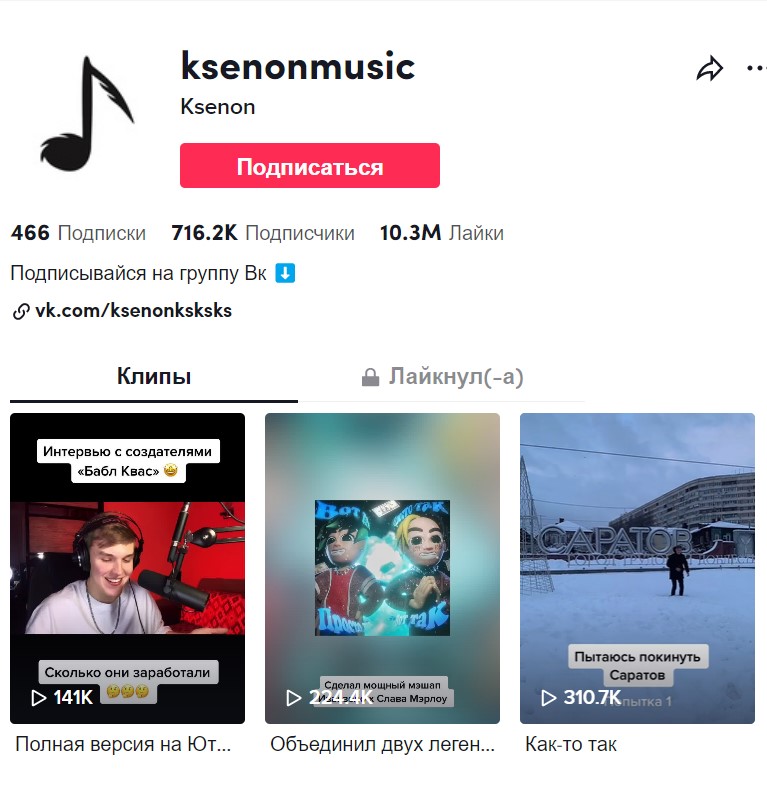 ksenonmusic
Ksenon
Подписаться
466 Подписки 716.2K Подписчики 10.3M Лайки
Подписывайся на группу Вк ⬇️
vk.com/ksenonksksks
Клипы
Лайкнул(-а)
Интервью с создателями
«Бабл Квас» 🤩
Сколько они заработали
🤔🤔🤔
141K
Полная версия на Ют...
Вот
так
Просто
так
Сделал мощный мэшап
Слава Мэрлоу
224.4K
Объединил двух леген...
САРАТОВ
Пытаюсь покинуть
Саратов
Попытка 1
310.7K
Как-то так